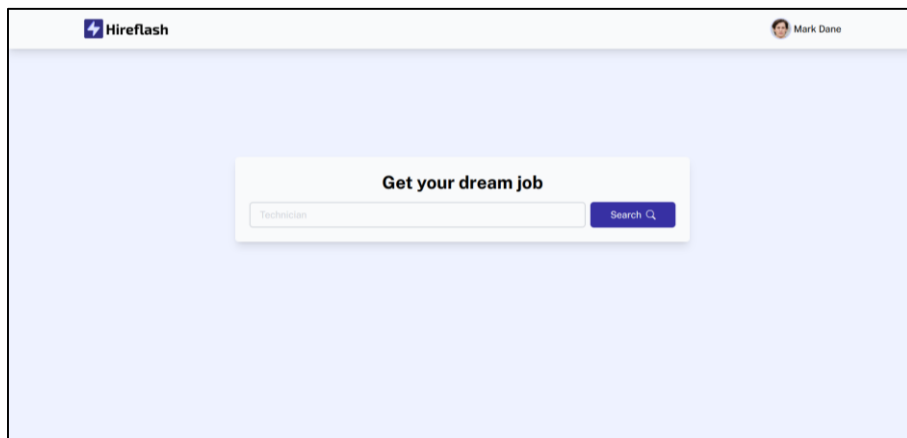 Hireflash
Mark Dane
Get your dream job
Technician
Search